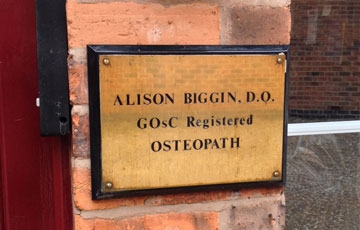 ALISON BIGGIN, D.O.
GOsC Registered
OSTEOPATH